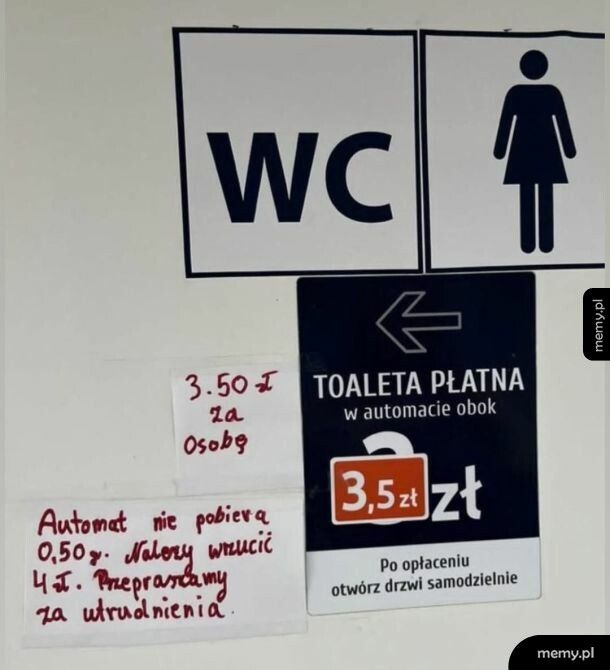 WC
TOALETA PŁATNA
w automacie obok
3,5 zł
zł
Po opłaceniu
otwórz drzwi samodzielnie
3.50 zł
za
osobę
Automat nie pobiera
0,50 gr. Należy wrzucić
4 zł. Przepraszamy
za utrudnienia.
memy.pl
memy.pl